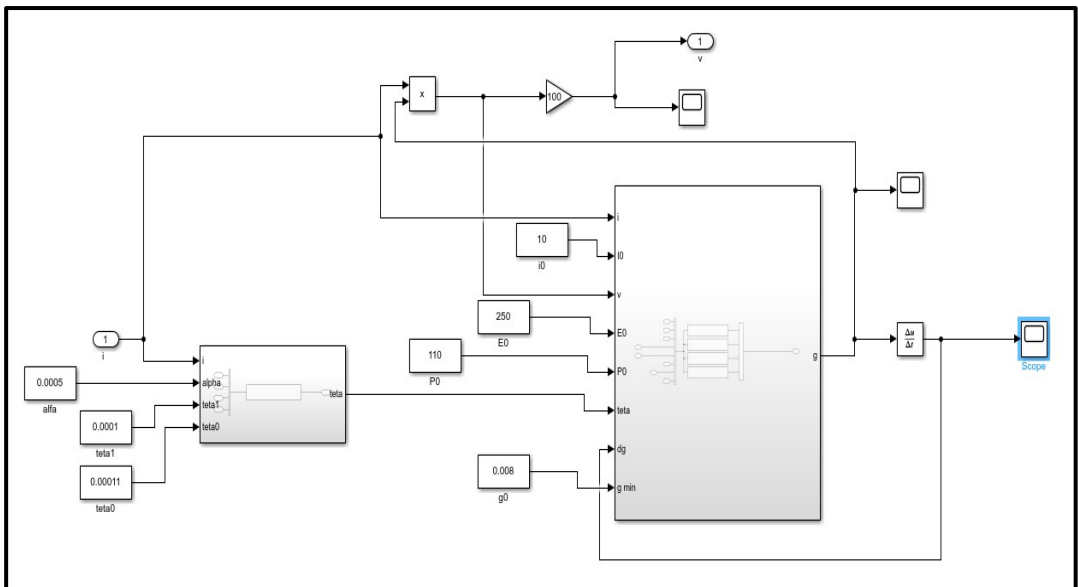 1
v
x
100
i
10
i0
I0
v
250
E0
E0
110
P0
P0
g
Δu
Δt
Scope
1
i
i
0.0005
alfa
alpha
teta
teta
0.0001
teta1
teta1
teta0
dg
0.00011
teta0
0.008
g0
g min